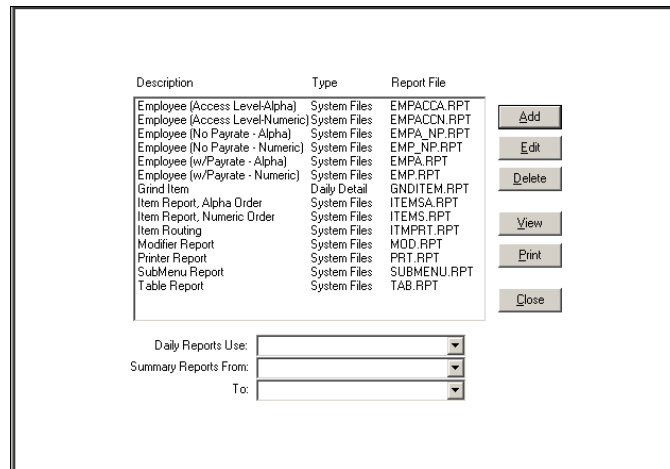 Description Type Report File
Employee (Access Level-Alpha) System Files EMPACCA.RPT
Employee (Access Level-Numeric) System Files EMPACCN.RPT
Employee (No Payrate - Alpha) System Files EMPA_NP.RPT
Employee (No Payrate - Numeric) System Files EMP_NP.RPT
Employee (w/Payrate - Alpha) System Files EMPA.RPT
Employee (w/Payrate - Numeric) System Files EMP.RPT
Grind Item Daily Detail GNDITEM.RPT
Item Report, Alpha Order System Files ITEMSA.RPT
Item Report, Numeric Order System Files ITEMS.RPT
Item Routing System Files ITMPRT.RPT
Modifier Report System Files MOD.RPT
Printer Report System Files PRT.RPT
SubMenu Report System Files SUBMENU.RPT
Table Report System Files TAB.RPT
Add
Edit
Delete
View
Print
Close
Daily Reports Use:
Summary Reports From:
To: